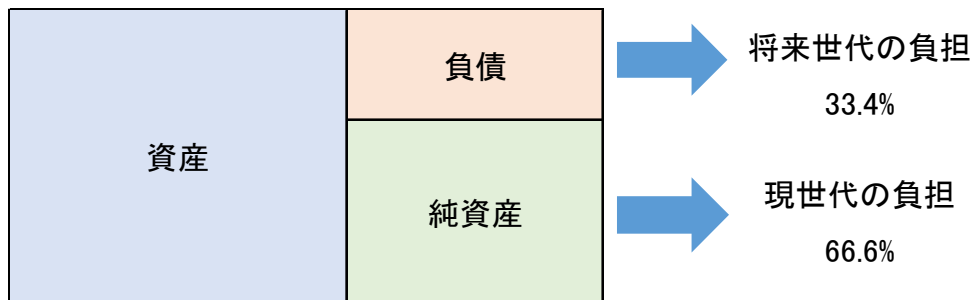 資産
負債
純資産
将来世代の負担
33.4%
現世代の負担
66.6%